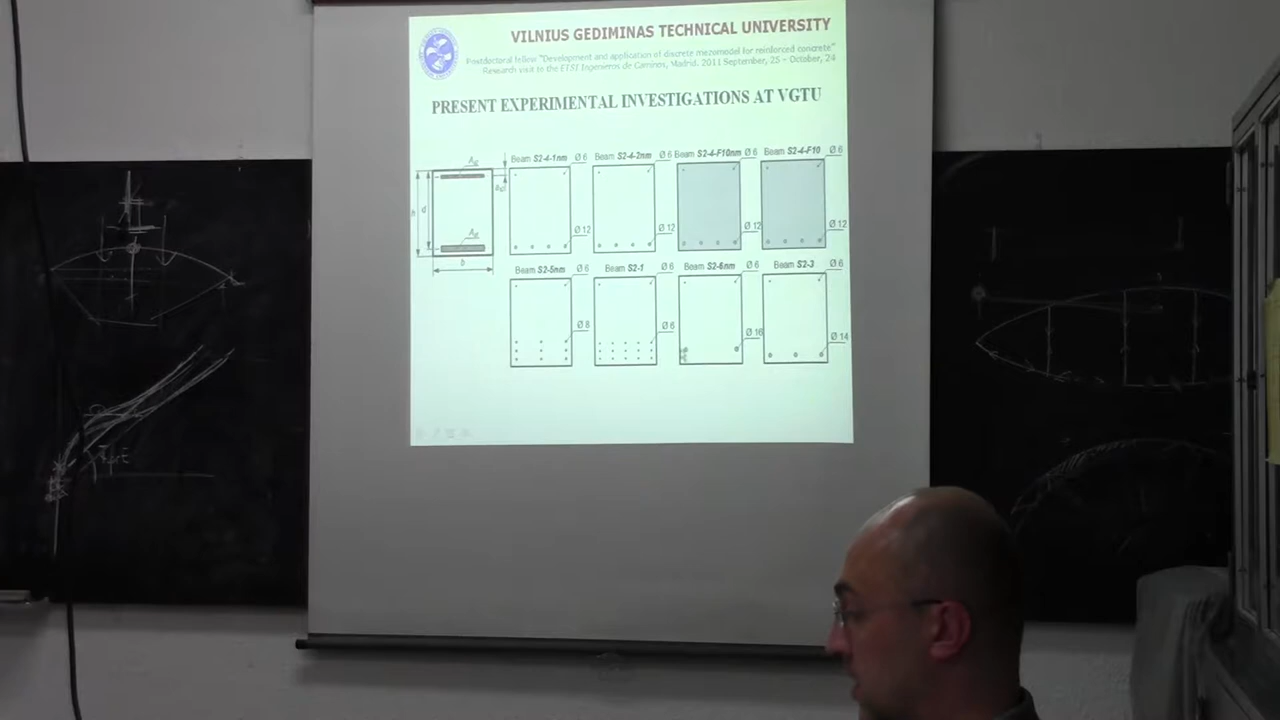 VILNIUS GEDIMINAS TECHNICAL UNIVERSITY
Postdoctoral fellow "Development and application of discrete mezomodel for reinforced concrete"
Research visit to the ETSI Ingenieros de Caminos, Madrid. 2011 September, 25 – October, 24
PRESENT EXPERIMENTAL INVESTIGATIONS AT VGTU
Beam S2-4-1nm Ø 6 Beam S2-4-2nm Ø 6 Beam S2-4-F10nm Ø 6 Beam S2-4-F10 Ø 6
h d b
Ø 12 Ø 12 Ø 12 Ø 12
Beam S2-5nm Ø 6 Beam S2-1 Ø 6 Beam S2-6nm Ø 6 Beam S2-3 Ø 6
Ø 8 Ø 6 Ø 16 Ø 14